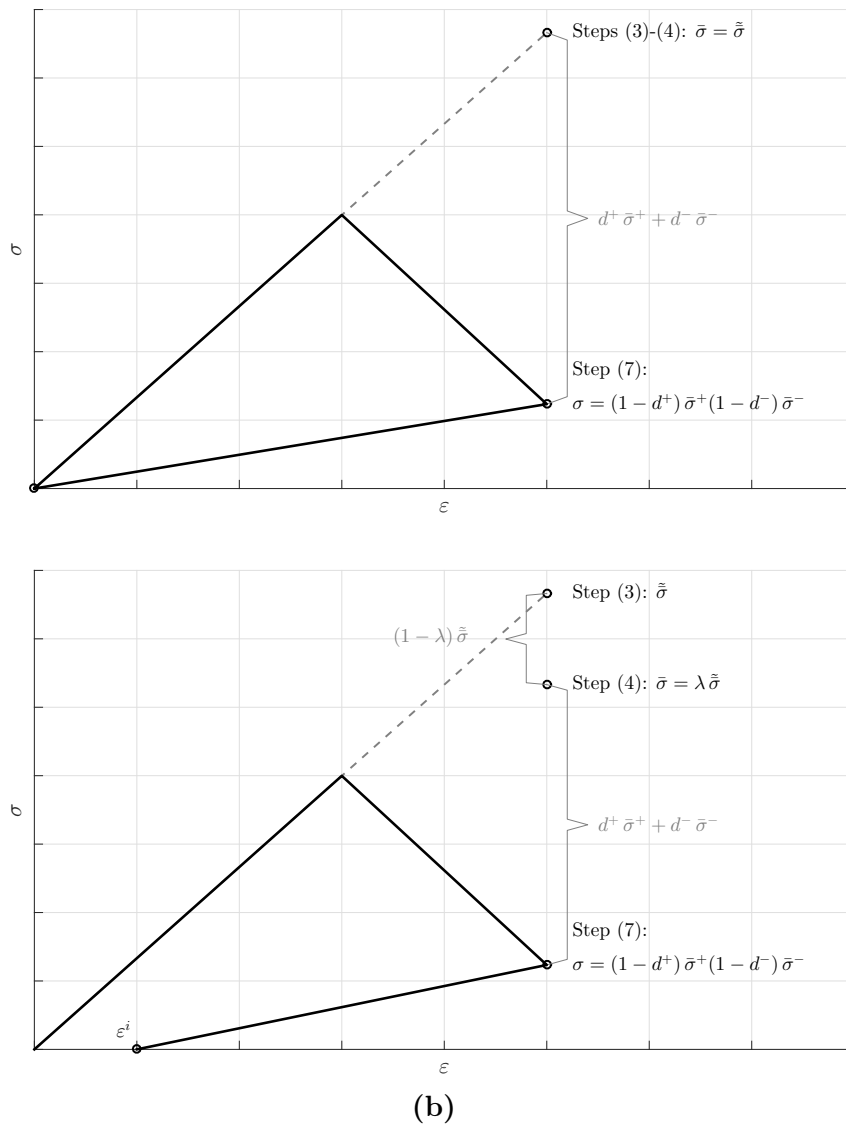 Steps (3)-(4): σ̄ = σ̄̃̃
d⁺ σ̄⁺ + d⁻ σ̄⁻
σ
Step (7):
σ = (1 − d⁺) σ̄⁺(1 − d⁻) σ̄⁻
ε
Step (3): σ̄̃̃
(1 − λ) σ̄̃̃
Step (4): σ̄ = λ σ̄̃̃
σ
d⁺ σ̄⁺ + d⁻ σ̄⁻
Step (7):
σ = (1 − d⁺) σ̄⁺(1 − d⁻) σ̄⁻
εⁱ
ε
(b)